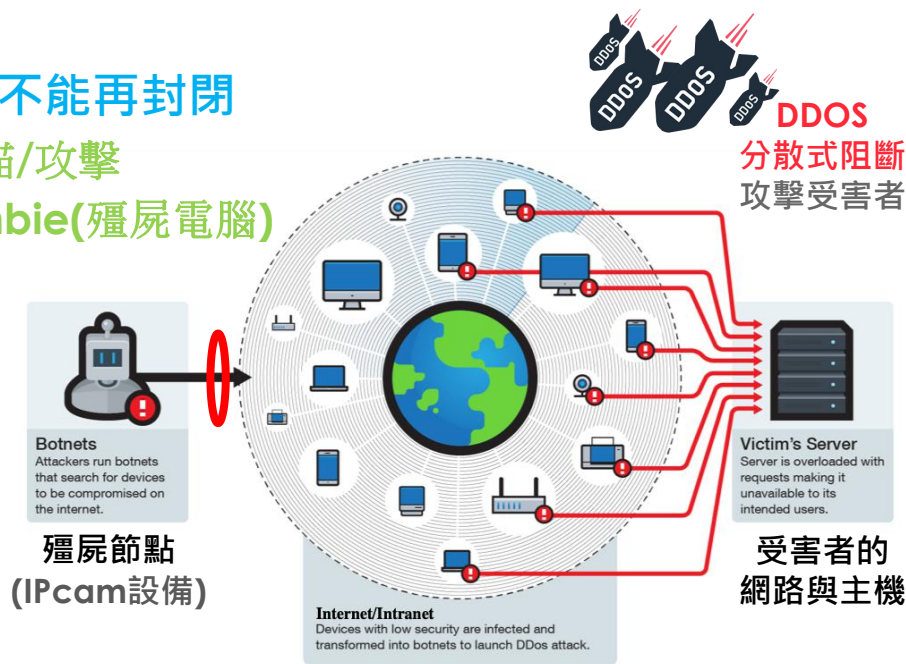 不能再封閉
/攻擊
bie(殭屍電腦)
DDOS
DDOS
DDOS
DDOS
DDOS
分散式阻斷
攻擊受害者
Botnets
Attackers run botnets
that search for devices
to be compromised on
the internet.
殭屍節點
(IPcam設備)
Internet/Intranet
Devices with low security are infected and
transformed into botnets to launch DDos attack.
Victim's Server
Server is overloaded with
requests making it
unavailable to its
intended users.
受害者的
網路與主機